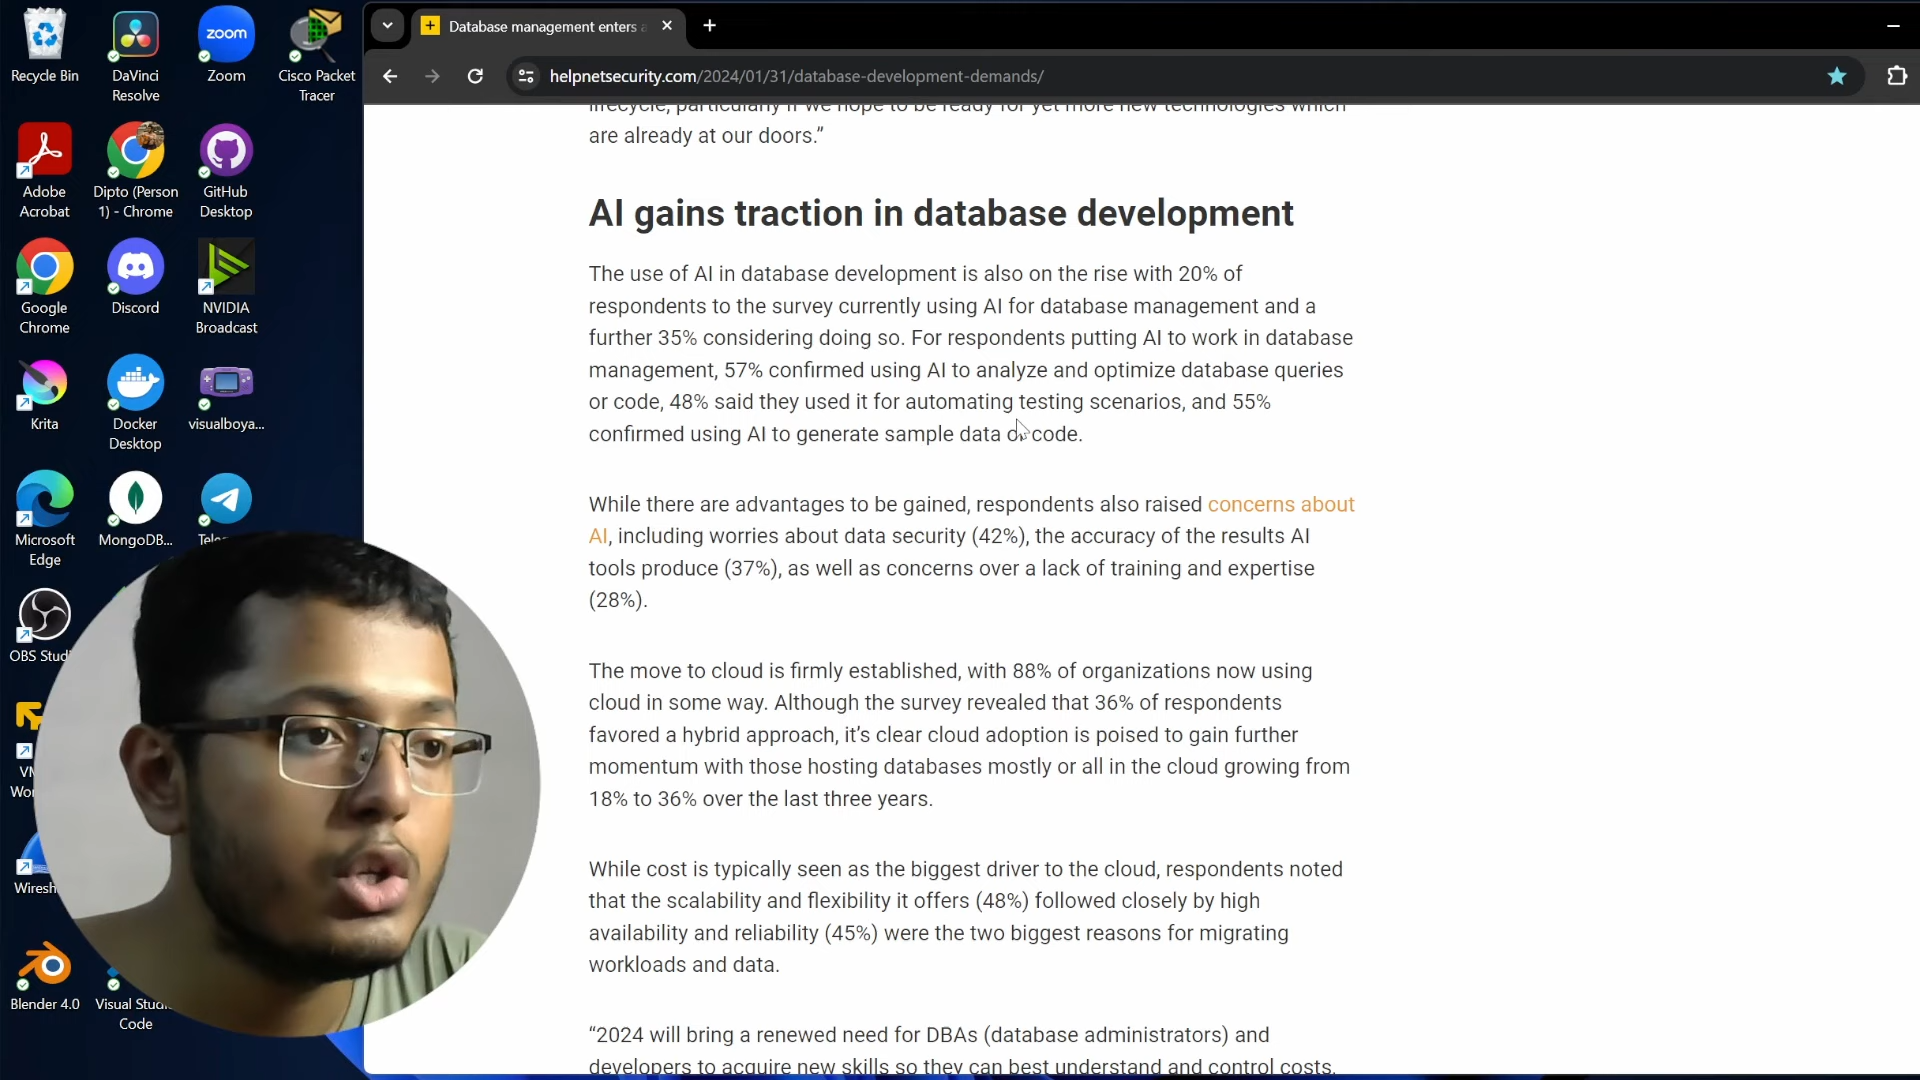 Recycle Bin
DaVinci
Resolve
zoom
Zoom
Cisco Packet
Tracer
Adobe
Acrobat
Dipto (Person
1) - Chrome
GitHub
Desktop
Google
Chrome
Discord
NVIDIA
Broadcast
Krita
Docker
Desktop
visualboya...
Microsoft
Edge
MongoDB...
OBS
Wiresh
Blender 4.0
Visual
Code
Database management enters
helpnetsecurity.com/2024/01/31/database-development-demands/
lifecycle, particularly if we hope to be ready for yet more new technologies which
are already at our doors.”
AI gains traction in database development
The use of AI in database development is also on the rise with 20% of
respondents to the survey currently using AI for database management and a
further 35% considering doing so. For respondents putting AI to work in database
management, 57% confirmed using AI to analyze and optimize database queries
or code, 48% said they used it for automating testing scenarios, and 55%
confirmed using AI to generate sample data or code.
While there are advantages to be gained, respondents also raised concerns about
AI, including worries about data security (42%), the accuracy of the results AI
tools produce (37%), as well as concerns over a lack of training and expertise
(28%).
The move to cloud is firmly established, with 88% of organizations now using
cloud in some way. Although the survey revealed that 36% of respondents
favored a hybrid approach, it’s clear cloud adoption is poised to gain further
momentum with those hosting databases mostly or all in the cloud growing from
18% to 36% over the last three years.
While cost is typically seen as the biggest driver to the cloud, respondents noted
that the scalability and flexibility it offers (48%) followed closely by high
availability and reliability (45%) were the two biggest reasons for migrating
workloads and data.
“2024 will bring a renewed need for DBAs (database administrators) and
developers to acquire new skills so they can best understand and control costs,